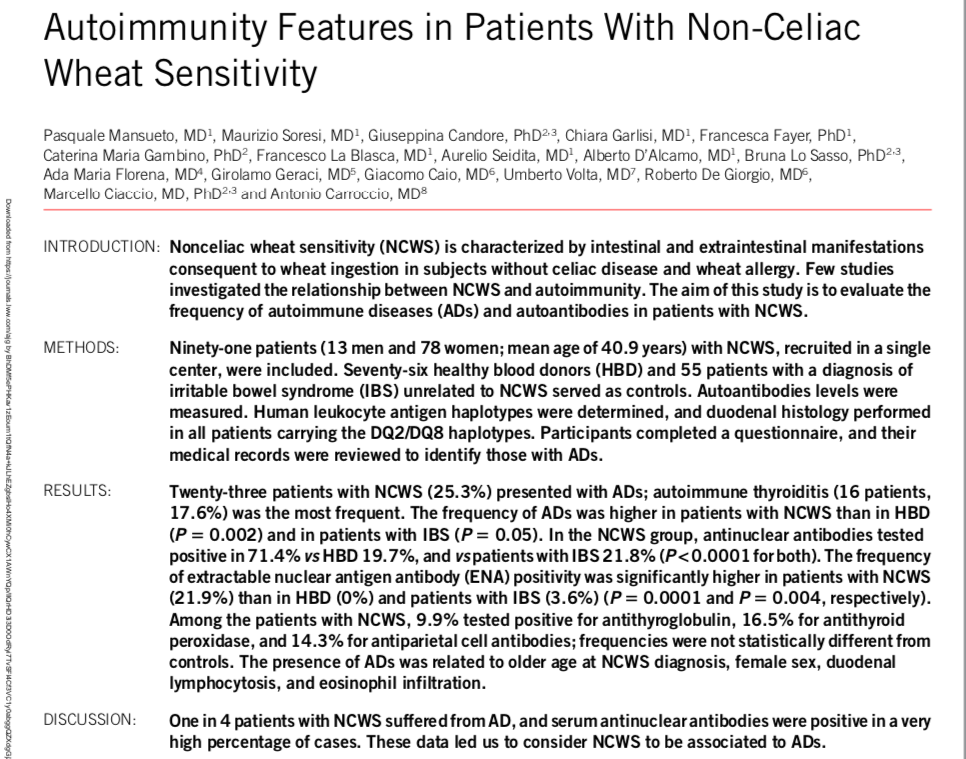 Autoimmunity Features in Patients With Non-Celiac
Wheat Sensitivity
Pasquale Mansueto, MD1, Maurizio Soresi, MD1, Giuseppina Candore, PhD2,3, Chiara Garlisi, MD1, Francesca Fayer, PhD1,
Caterina Maria Gambino, PhD2, Francesco La Blasca, MD1, Aurelio Seidita, MD1, Alberto D'Alcamo, MD1, Bruna Lo Sasso, PhD2,3,
Ada Maria Florena, MD4, Girolamo Geraci, MD5, Giacomo Caio, MD6, Umberto Volta, MD7, Roberto De Giorgio, MD6,
Marcello Ciaccio, MD, PhD2,3 and Antonio Carroccio, MD8
INTRODUCTION: Nonceliac wheat sensitivity (NCWS) is characterized by intestinal and extraintestinal manifestations
consequent to wheat ingestion in subjects without celiac disease and wheat allergy. Few studies
investigated the relationship between NCWS and autoimmunity. The aim of this study is to evaluate the
frequency of autoimmune diseases (ADs) and autoantibodies in patients with NCWS.
METHODS: Ninety-one patients (13 men and 78 women; mean age of 40.9 years) with NCWS, recruited in a single
center, were included. Seventy-six healthy blood donors (HBD) and 55 patients with a diagnosis of
irritable bowel syndrome (IBS) unrelated to NCWS served as controls. Autoantibodies levels were
measured. Human leukocyte antigen haplotypes were determined, and duodenal histology performed
in all patients carrying the DQ2/DQ8 haplotypes. Participants completed a questionnaire, and their
medical records were reviewed to identify those with ADs.
RESULTS: Twenty-three patients with NCWS (25.3%) presented with ADs; autoimmune thyroiditis (16 patients,
17.6%) was the most frequent. The frequency of ADs was higher in patients with NCWS than in HBD
(P = 0.002) and in patients with IBS (P = 0.05). In the NCWS group, antinuclear antibodies tested
positive in 71.4% vs HBD 19.7%, and vs patients with IBS 21.8% (P < 0.0001 for both). The frequency
of extractable nuclear antigen antibody (ENA) positivity was significantly higher in patients with NCWS
(21.9%) than in HBD (0%) and patients with IBS (3.6%) (P = 0.0001 and P = 0.004, respectively).
Among the patients with NCWS, 9.9% tested positive for antithyroglobulin, 16.5% for antithyroid
peroxidase, and 14.3% for antiparietal cell antibodies; frequencies were not statistically different from
controls. The presence of ADs was related to older age at NCWS diagnosis, female sex, duodenal
lymphocytosis, and eosinophil infiltration.
DISCUSSION: One in 4 patients with NCWS suffered from AD, and serum antinuclear antibodies were positive in a very
high percentage of cases. These data led us to consider NCWS to be associated to ADs.
Downloaded from https://journals.lww.com/ajg by